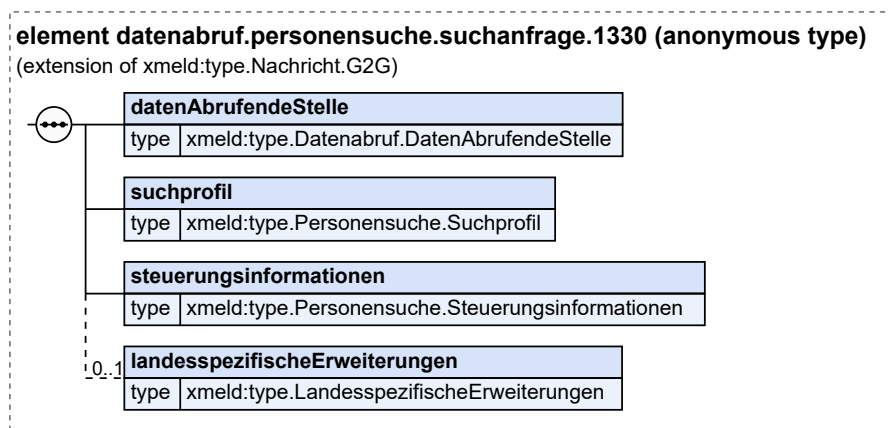 element datenabruf.personensuche.suchanfrage.1330 (anonymous type)
(extension of xmeld:type.Nachricht.G2G)
datenAbrufendeStelle
type xmeld:type.Datenabruf.DatenAbrufendeStelle
suchprofil
type xmeld:type.Personensuche.Suchprofil
steuerungsinformationen
type xmeld:type.Personensuche.Steuerungsinformationen
0..1 landesspezifischeErweiterungen
type xmeld:type.LandesspezifischeErweiterungen